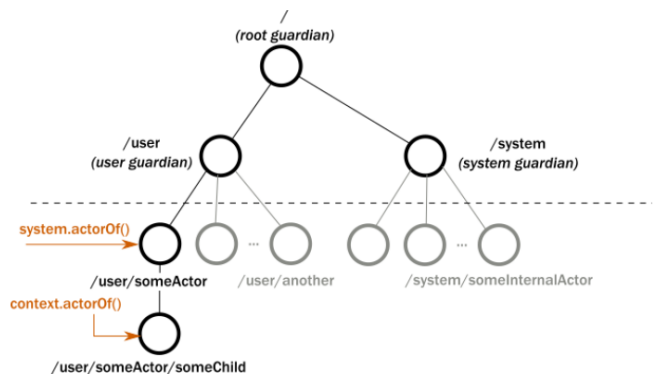 /
(root guardian)
/user
(user guardian)
/system
(system guardian)
system.actorOf()
...
...
/user/someActor
/user/another
/system/someInternalActor
context.actorOf()
/user/someActor/someChild